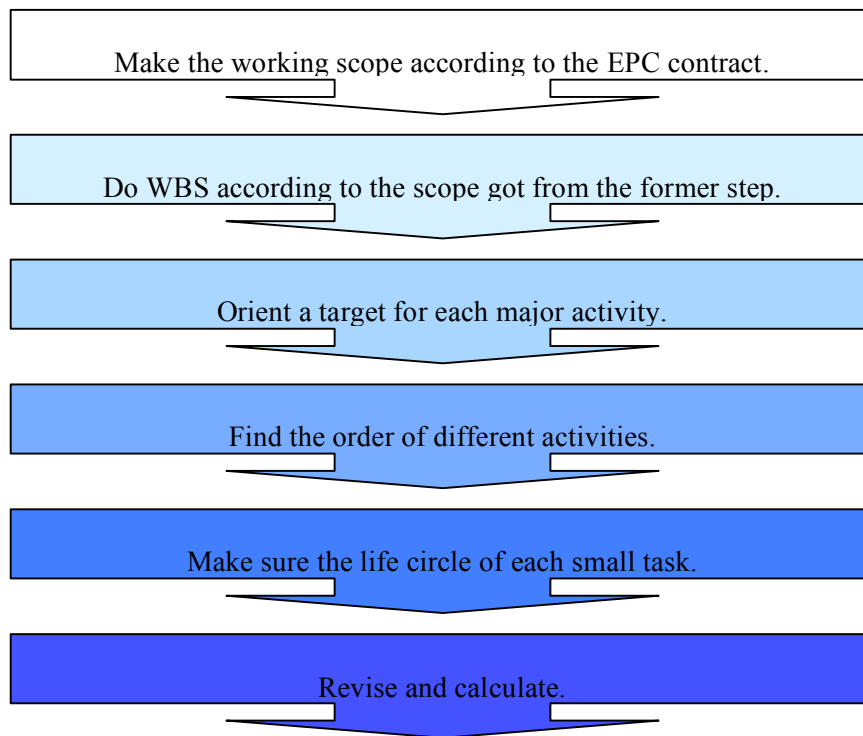 Make the working scope according to the EPC contract.
Do WBS according to the scope got from the former step.
Orient a target for each major activity.
Find the order of different activities.
Make sure the life circle of each small task.
Revise and calculate.